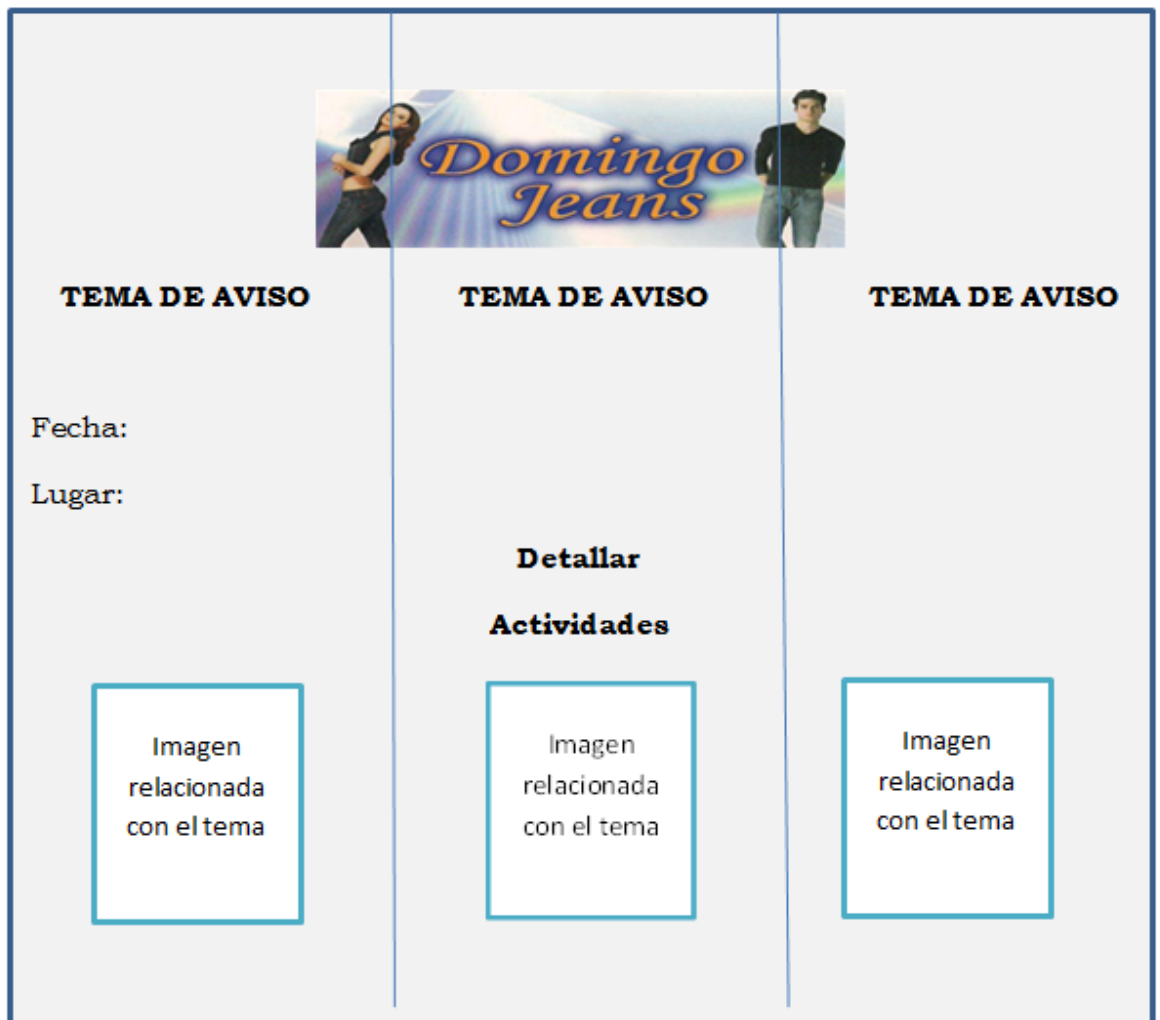 Domingo
Jeans
TEMA DE AVISO
TEMA DE AVISO
TEMA DE AVISO
Fecha:
Lugar:
Detallar
Actividades
Imagen
relacionada
con el tema
Imagen
relacionada
con el tema
Imagen
relacionada
con el tema